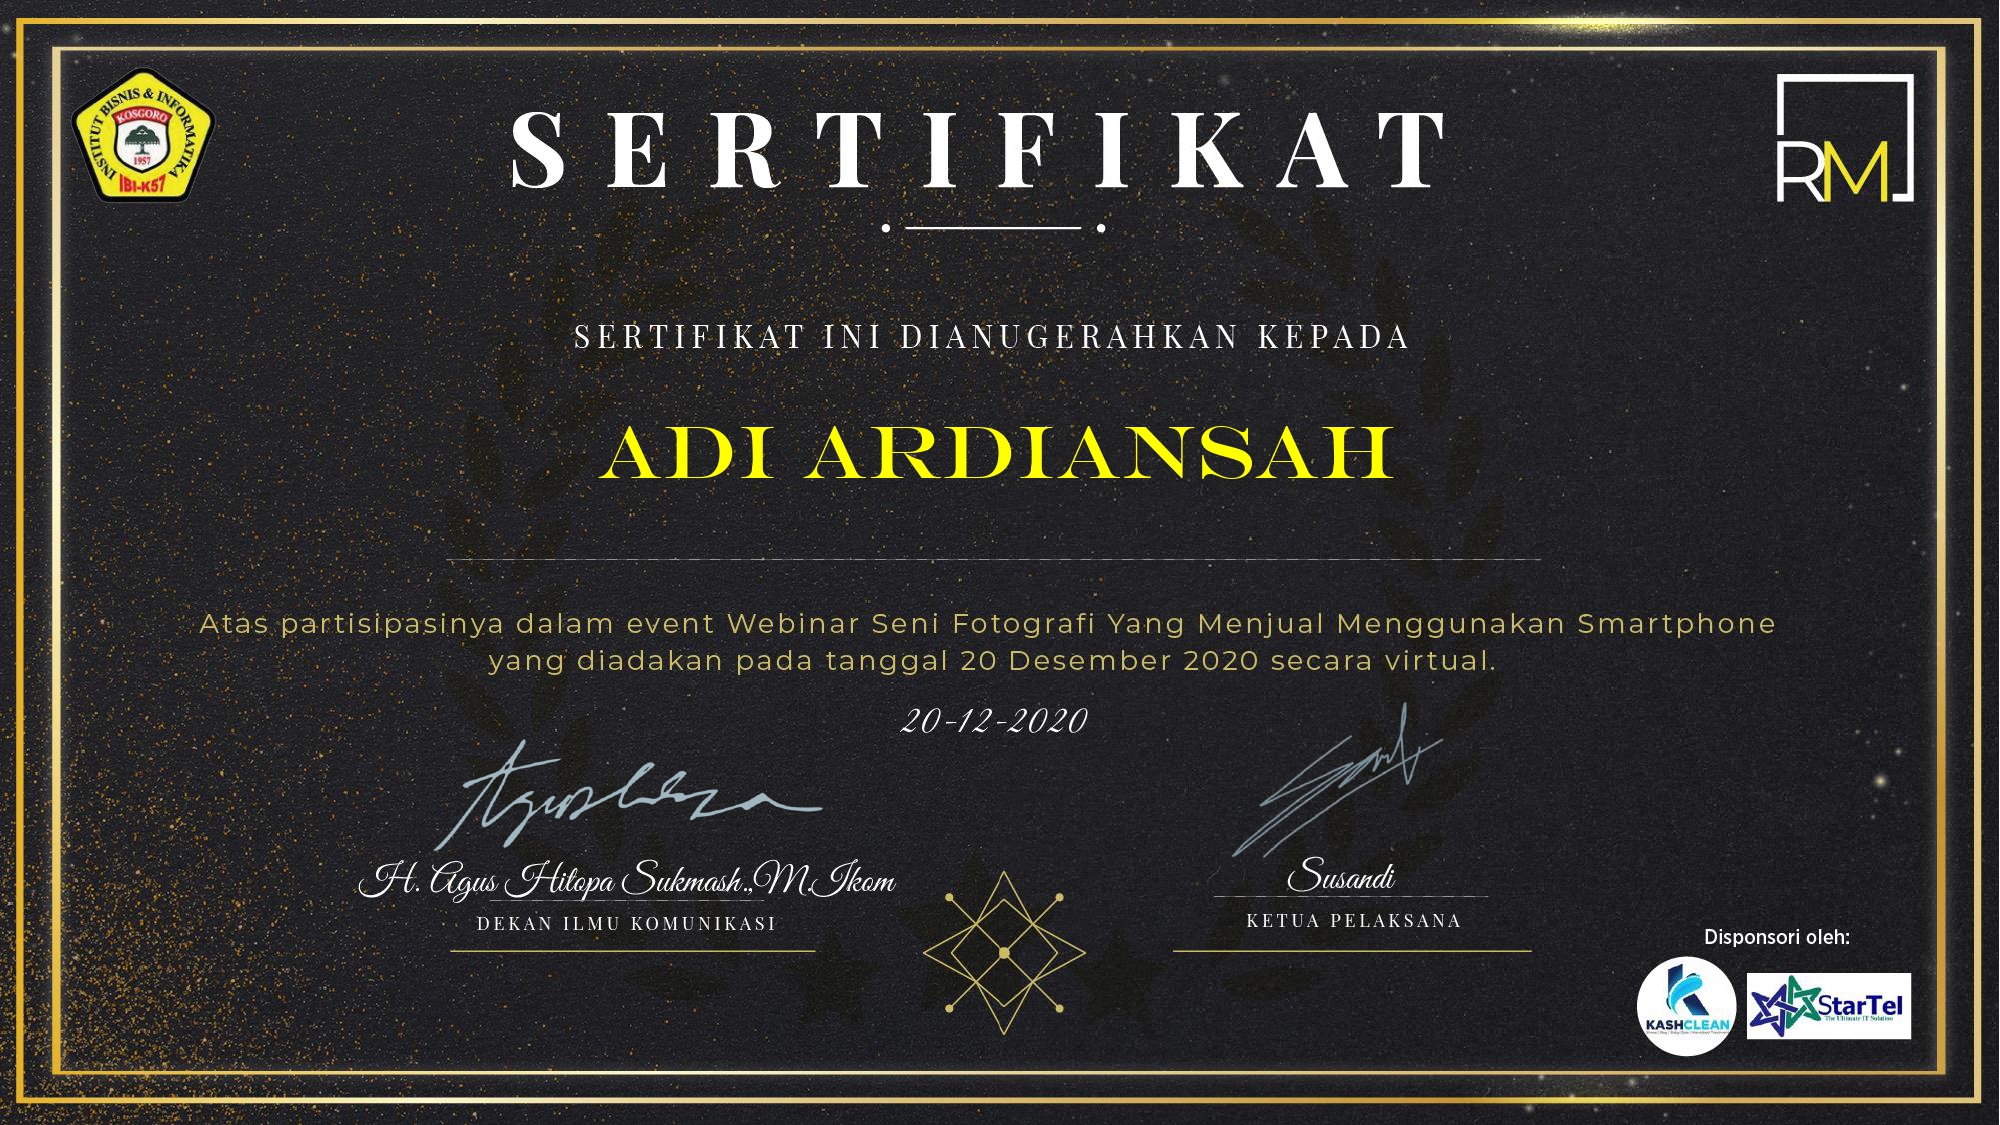 INSTITUT BISNIS & INFORMATIKA
KOSGORO
1957
IBI-K57
RM
SERTIFIKAT
SERTIFIKAT INI DIANUGERAHKAN KEPADA
ADI ARDIANSAH
Atas partisipasinya dalam event Webinar Seni Fotografi Yang Menjual Menggunakan Smartphone
yang diadakan pada tanggal 20 Desember 2020 secara virtual.
20-12-2020
H. Agus Hitopa Sukmash.,M.Ikom
DEKAN ILMU KOMUNIKASI
Susandi
KETUA PELAKSANA
Disponsori oleh:
KASHCLEAN
StarTel
The Ultimate IT Solution